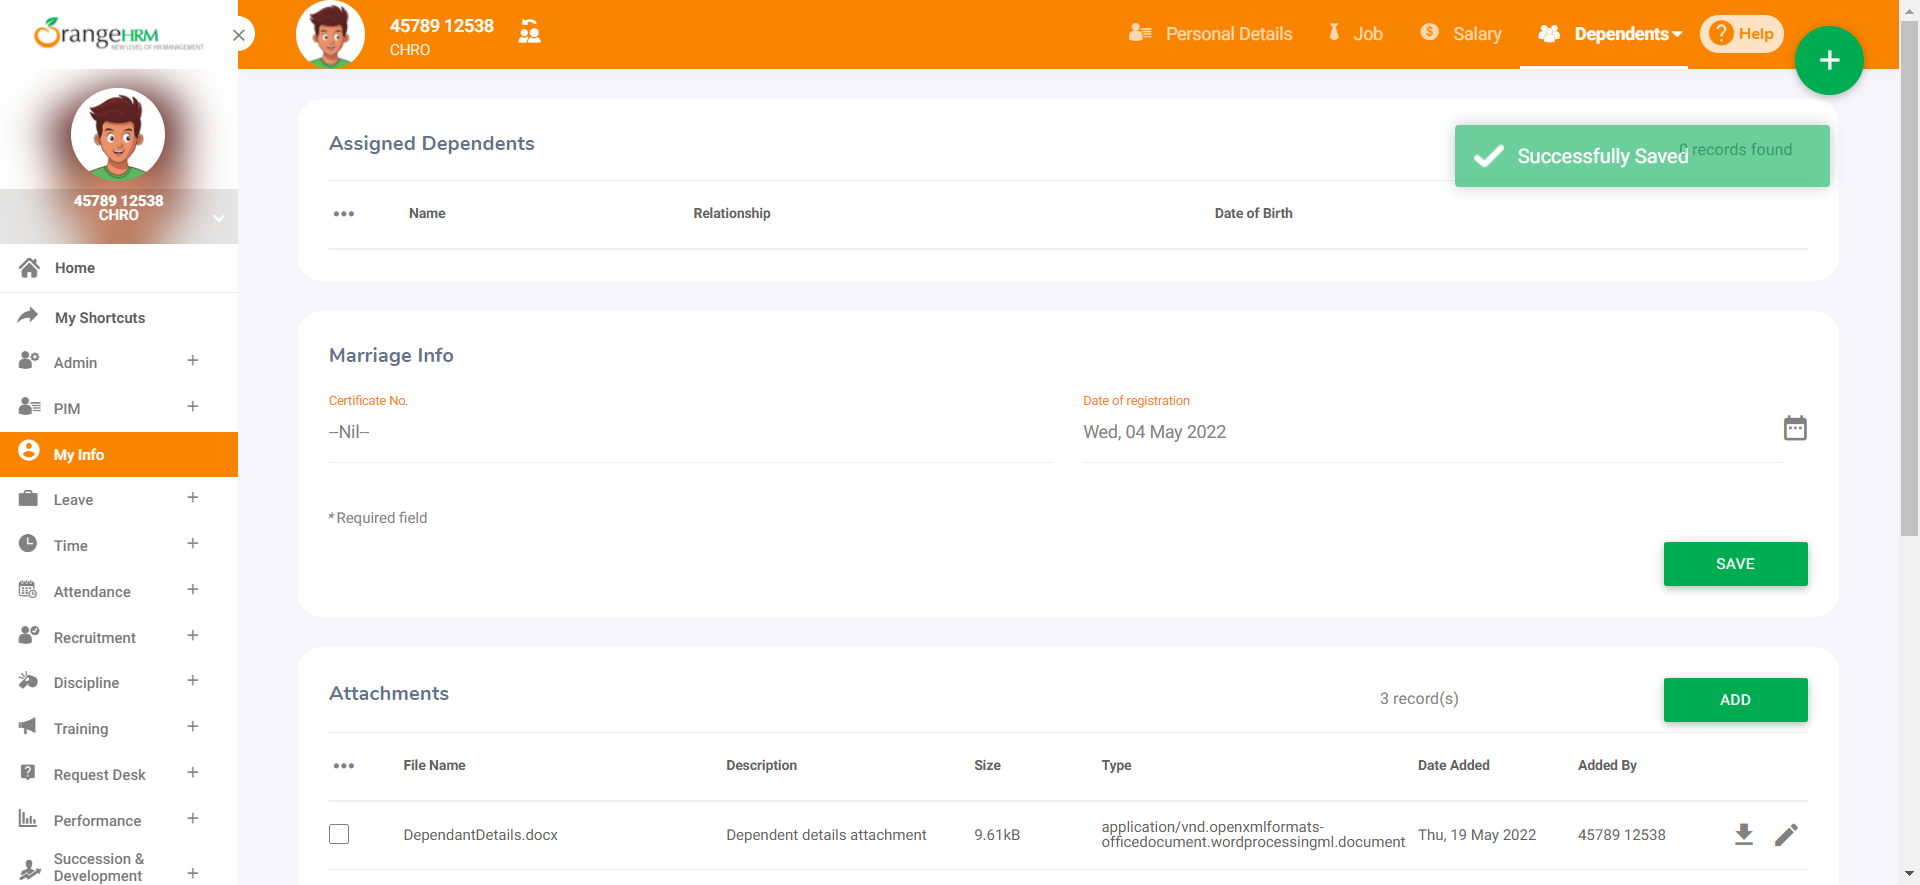 OrangeHRM
NEW LEVEL OF HR MANAGEMENT
45789 12538
CHRO
Personal Details
Job
Salary
Dependents
Help
45789 12538
CHRO
Home
My Shortcuts
Admin
PIM
My Info
Leave
Time
Attendance
Recruitment
Discipline
Training
Request Desk
Performance
Succession &
Development
Assigned Dependents
0 records found
Successfully Saved
Name Relationship Date of Birth
Marriage Info
Certificate No. Date of registration
--Nil-- Wed, 04 May 2022
* Required field
SAVE
Attachments
3 record(s)
ADD
File Name Description Size Type Date Added Added By
DependantDetails.docx Dependent details attachment 9.61kB application/vnd.openxmlformats-
officedocument.wordprocessingml.document Thu, 19 May 2022 45789 12538